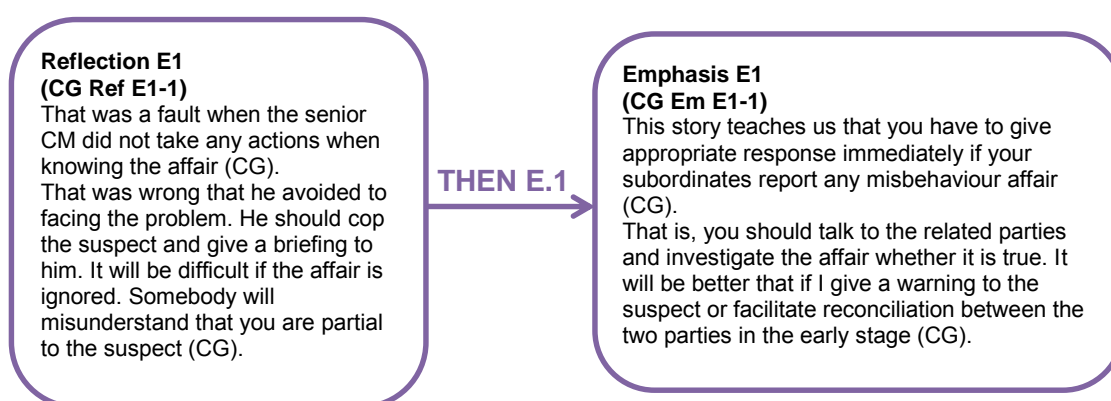 Reflection E1
(CG Ref E1-1)
That was a fault when the senior
CM did not take any actions when
knowing the affair (CG).
That was wrong that he avoided to
facing the problem. He should cop
the suspect and give a briefing to
him. It will be difficult if the affair is
ignored. Somebody will
misunderstand that you are partial
to the suspect (CG).
THEN E.1
Emphasis E1
(CG Em E1-1)
This story teaches us that you have to give
appropriate response immediately if your
subordinates report any misbehaviour affair
(CG).
That is, you should talk to the related parties
and investigate the affair whether it is true. It
will be better that if I give a warning to the
suspect or facilitate reconciliation between the
two parties in the early stage (CG).